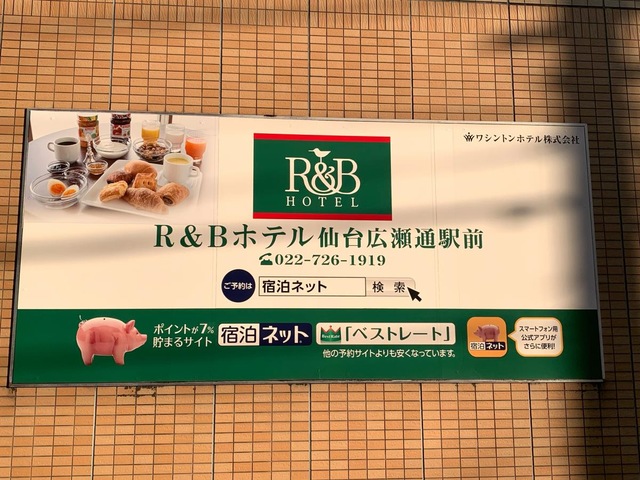 ワシントンホテル株式会社
R&B
HOTEL
R&Bホテル 仙台広瀬通駅前
022-726-1919
ご予約は 宿泊ネット 検索
ポイントが7%
貯まるサイト
宿泊ネット
「ベストレート」
他の予約サイトよりも安くなっています。
宿泊ネット
スマートフォン用
公式アプリが
さらに便利!